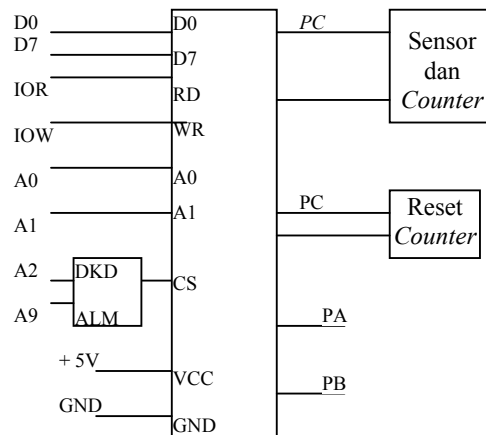 D0
D7
IOR
IOW
A0
A1
A2
A9
DKD
ALM
+ 5V
GND
D0
D7
RD
WR
A0
A1
CS
VCC
GND
PC
PC
PA
PB
Sensor
dan
Counter
Reset
Counter